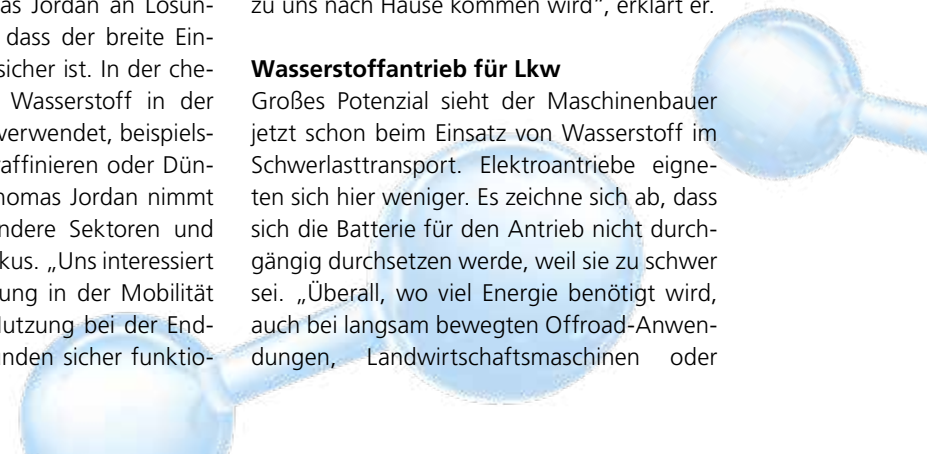 as Jordan an Lösun-
dass der breite Ein-
sicher ist. In der che-
Wasserstoff in der
verwendet, beispiels-
affinieren oder Dün-
omas Jordan nimmt
ndere Sektoren und
kus. „Uns interessiert
ung in der Mobilität
Nutzung bei der End-
nden sicher funktio-
zu uns nach Hause kommen wird“, erklärt er.
Wasserstoffantrieb für Lkw
Großes Potenzial sieht der Maschinenbauer
jetzt schon beim Einsatz von Wasserstoff im
Schwerlasttransport. Elektroantriebe eigne-
ten sich hier weniger. Es zeichne sich ab, dass
sich die Batterie für den Antrieb nicht durch-
gängig durchsetzen werde, weil sie zu schwer
sei. „Überall, wo viel Energie benötigt wird,
auch bei langsam bewegten Offroad-Anwen-
dungen, Landwirtschaftsmaschinen oder